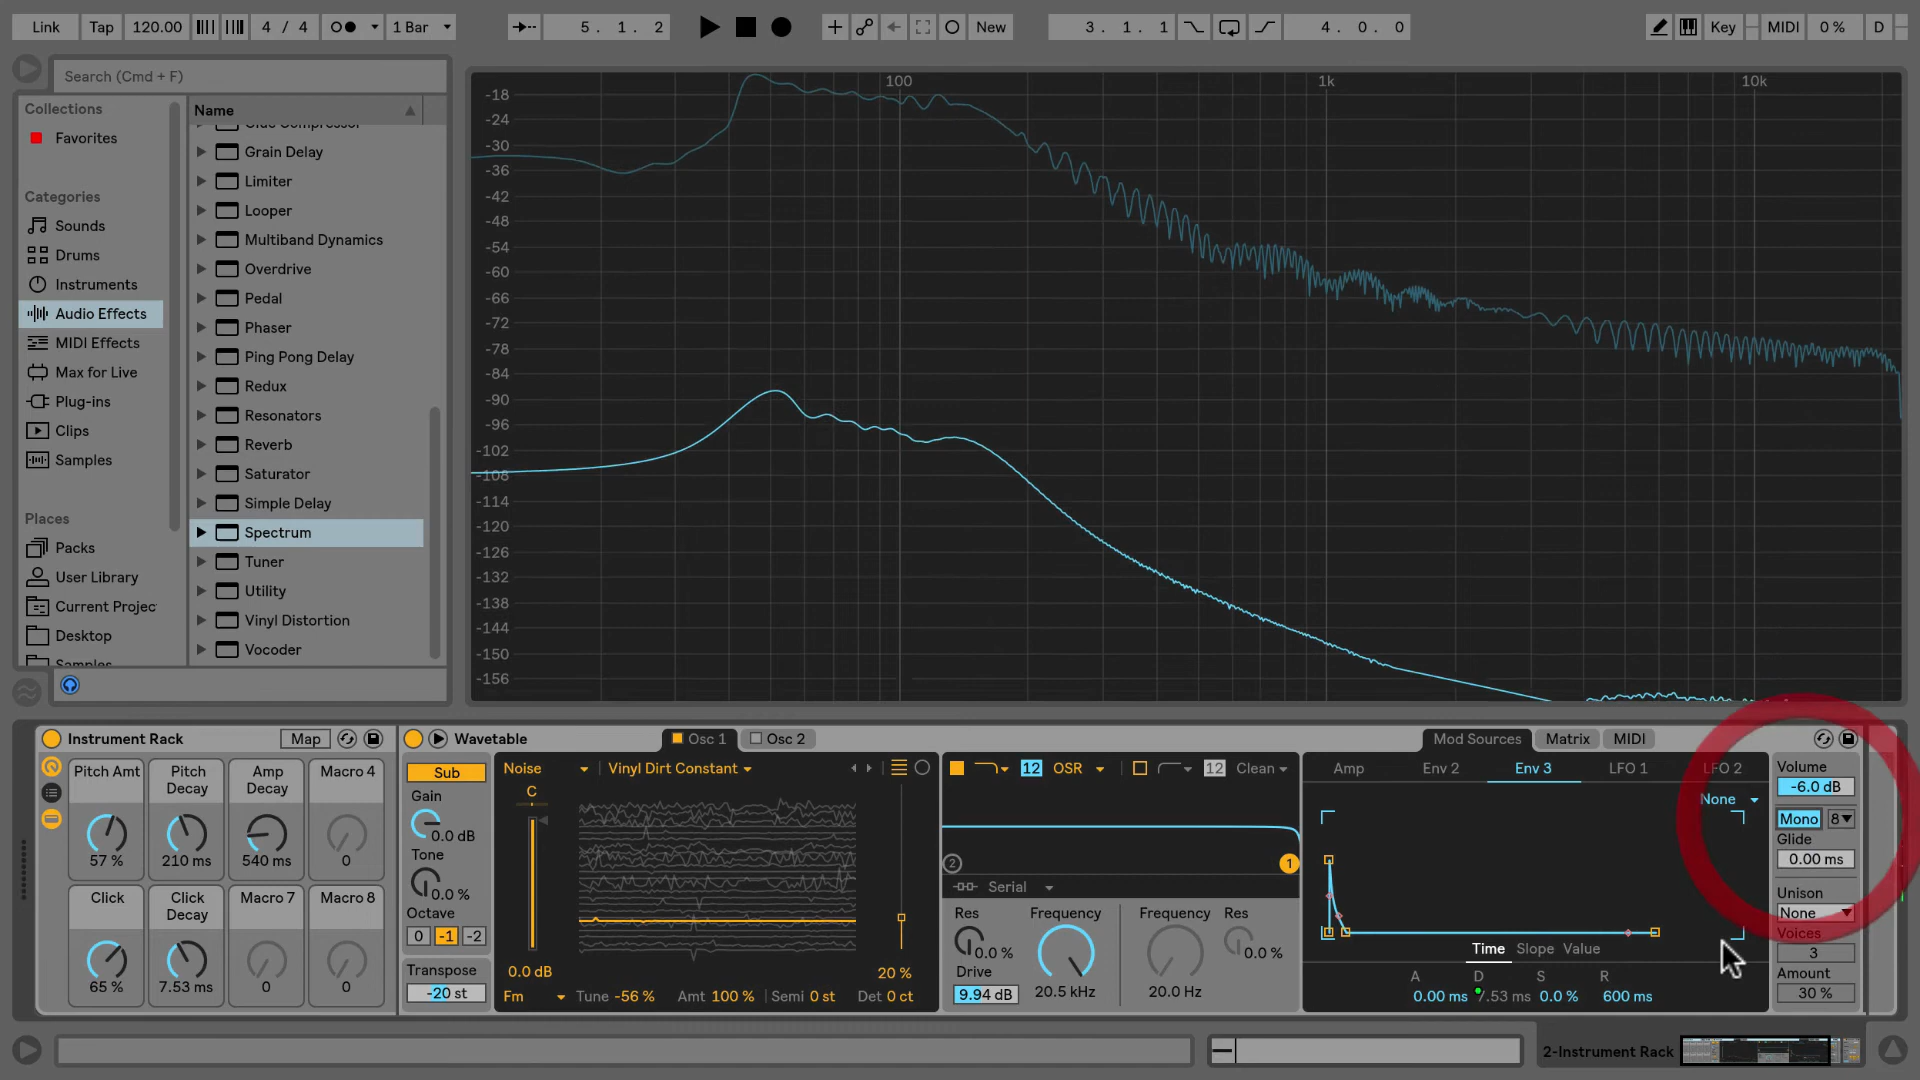 Link Tap 120.00 4 / 4 1 Bar 5. 1. 2 New 3. 1. 1 4. 0. 0 Key MIDI 0 % D
Search (Cmd + F)
Collections
Favorites
Categories
Sounds
Drums
Instruments
Audio Effects
MIDI Effects
Max for Live
Plug-ins
Clips
Samples
Places
Packs
User Library
Current Projec
Desktop
Samples
Name
Glue Compressor
Grain Delay
Limiter
Looper
Multiband Dynamics
Overdrive
Pedal
Phaser
Ping Pong Delay
Redux
Resonators
Reverb
Saturator
Simple Delay
Spectrum
Tuner
Utility
Vinyl Distortion
Vocoder
100 1k 10k
-18
-24
-30
-36
-42
-48
-54
-60
-66
-72
-78
-84
-90
-96
-102
-108
-114
-120
-126
-132
-138
-144
-150
-156
Instrument Rack Map
Pitch Amt Pitch Decay Amp Decay Macro 4
57 % 210 ms 540 ms 0
Click Click Decay Macro 7 Macro 8
65 % 7.53 ms 0 0
Wavetable Osc 1 Osc 2
Sub
Gain
0.0 dB
Tone
0.0 %
Octave
0 -1 -2
Transpose
-20 st
Noise Vinyl Dirt Constant
C
0.0 dB 20 %
Fm Tune -56 % Amt 100 % Semi 0 st Det 0 ct
12 OSR 12 Clean
2 1
Serial
Res Frequency Frequency Res
0.0 % 0.0 %
Drive
9.94 dB 20.5 kHz 20.0 Hz
Mod Sources Matrix MIDI
Amp Env 2 Env 3 LFO 1 LFO 2
None
Time Slope Value
A D S R
0.00 ms 7.53 ms 0.0 % 600 ms
Volume
-6.0 dB
Mono 8
Glide
0.00 ms
Unison
None
Voices
3
Amount
30 %
2-Instrument Rack